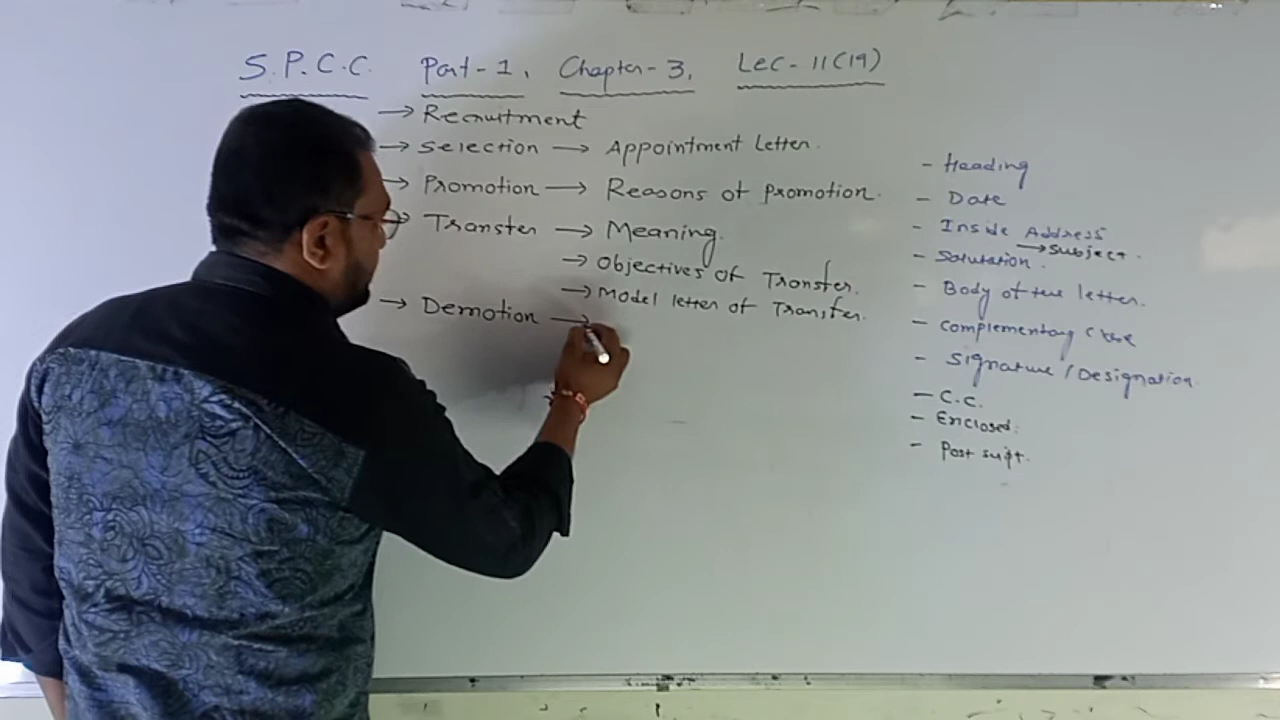 S.P.C.C. Part-1, Chapter-3, Lec-11(19)
→ Recruitment
→ Selection → Appointment Letter.
→ Promotion → Reasons of promotion.
→ Transfer → Meaning.
→ Objectives of Transfer.
→ Model letter of Transfer.
→ Demotion →
- Heading
- Date
- Inside Address
→ Subject.
- Salutation.
- Body of the letter.
- Complementary Close
- Signature / Designation
- C.C.
- Enclosed.
- Post suipt.